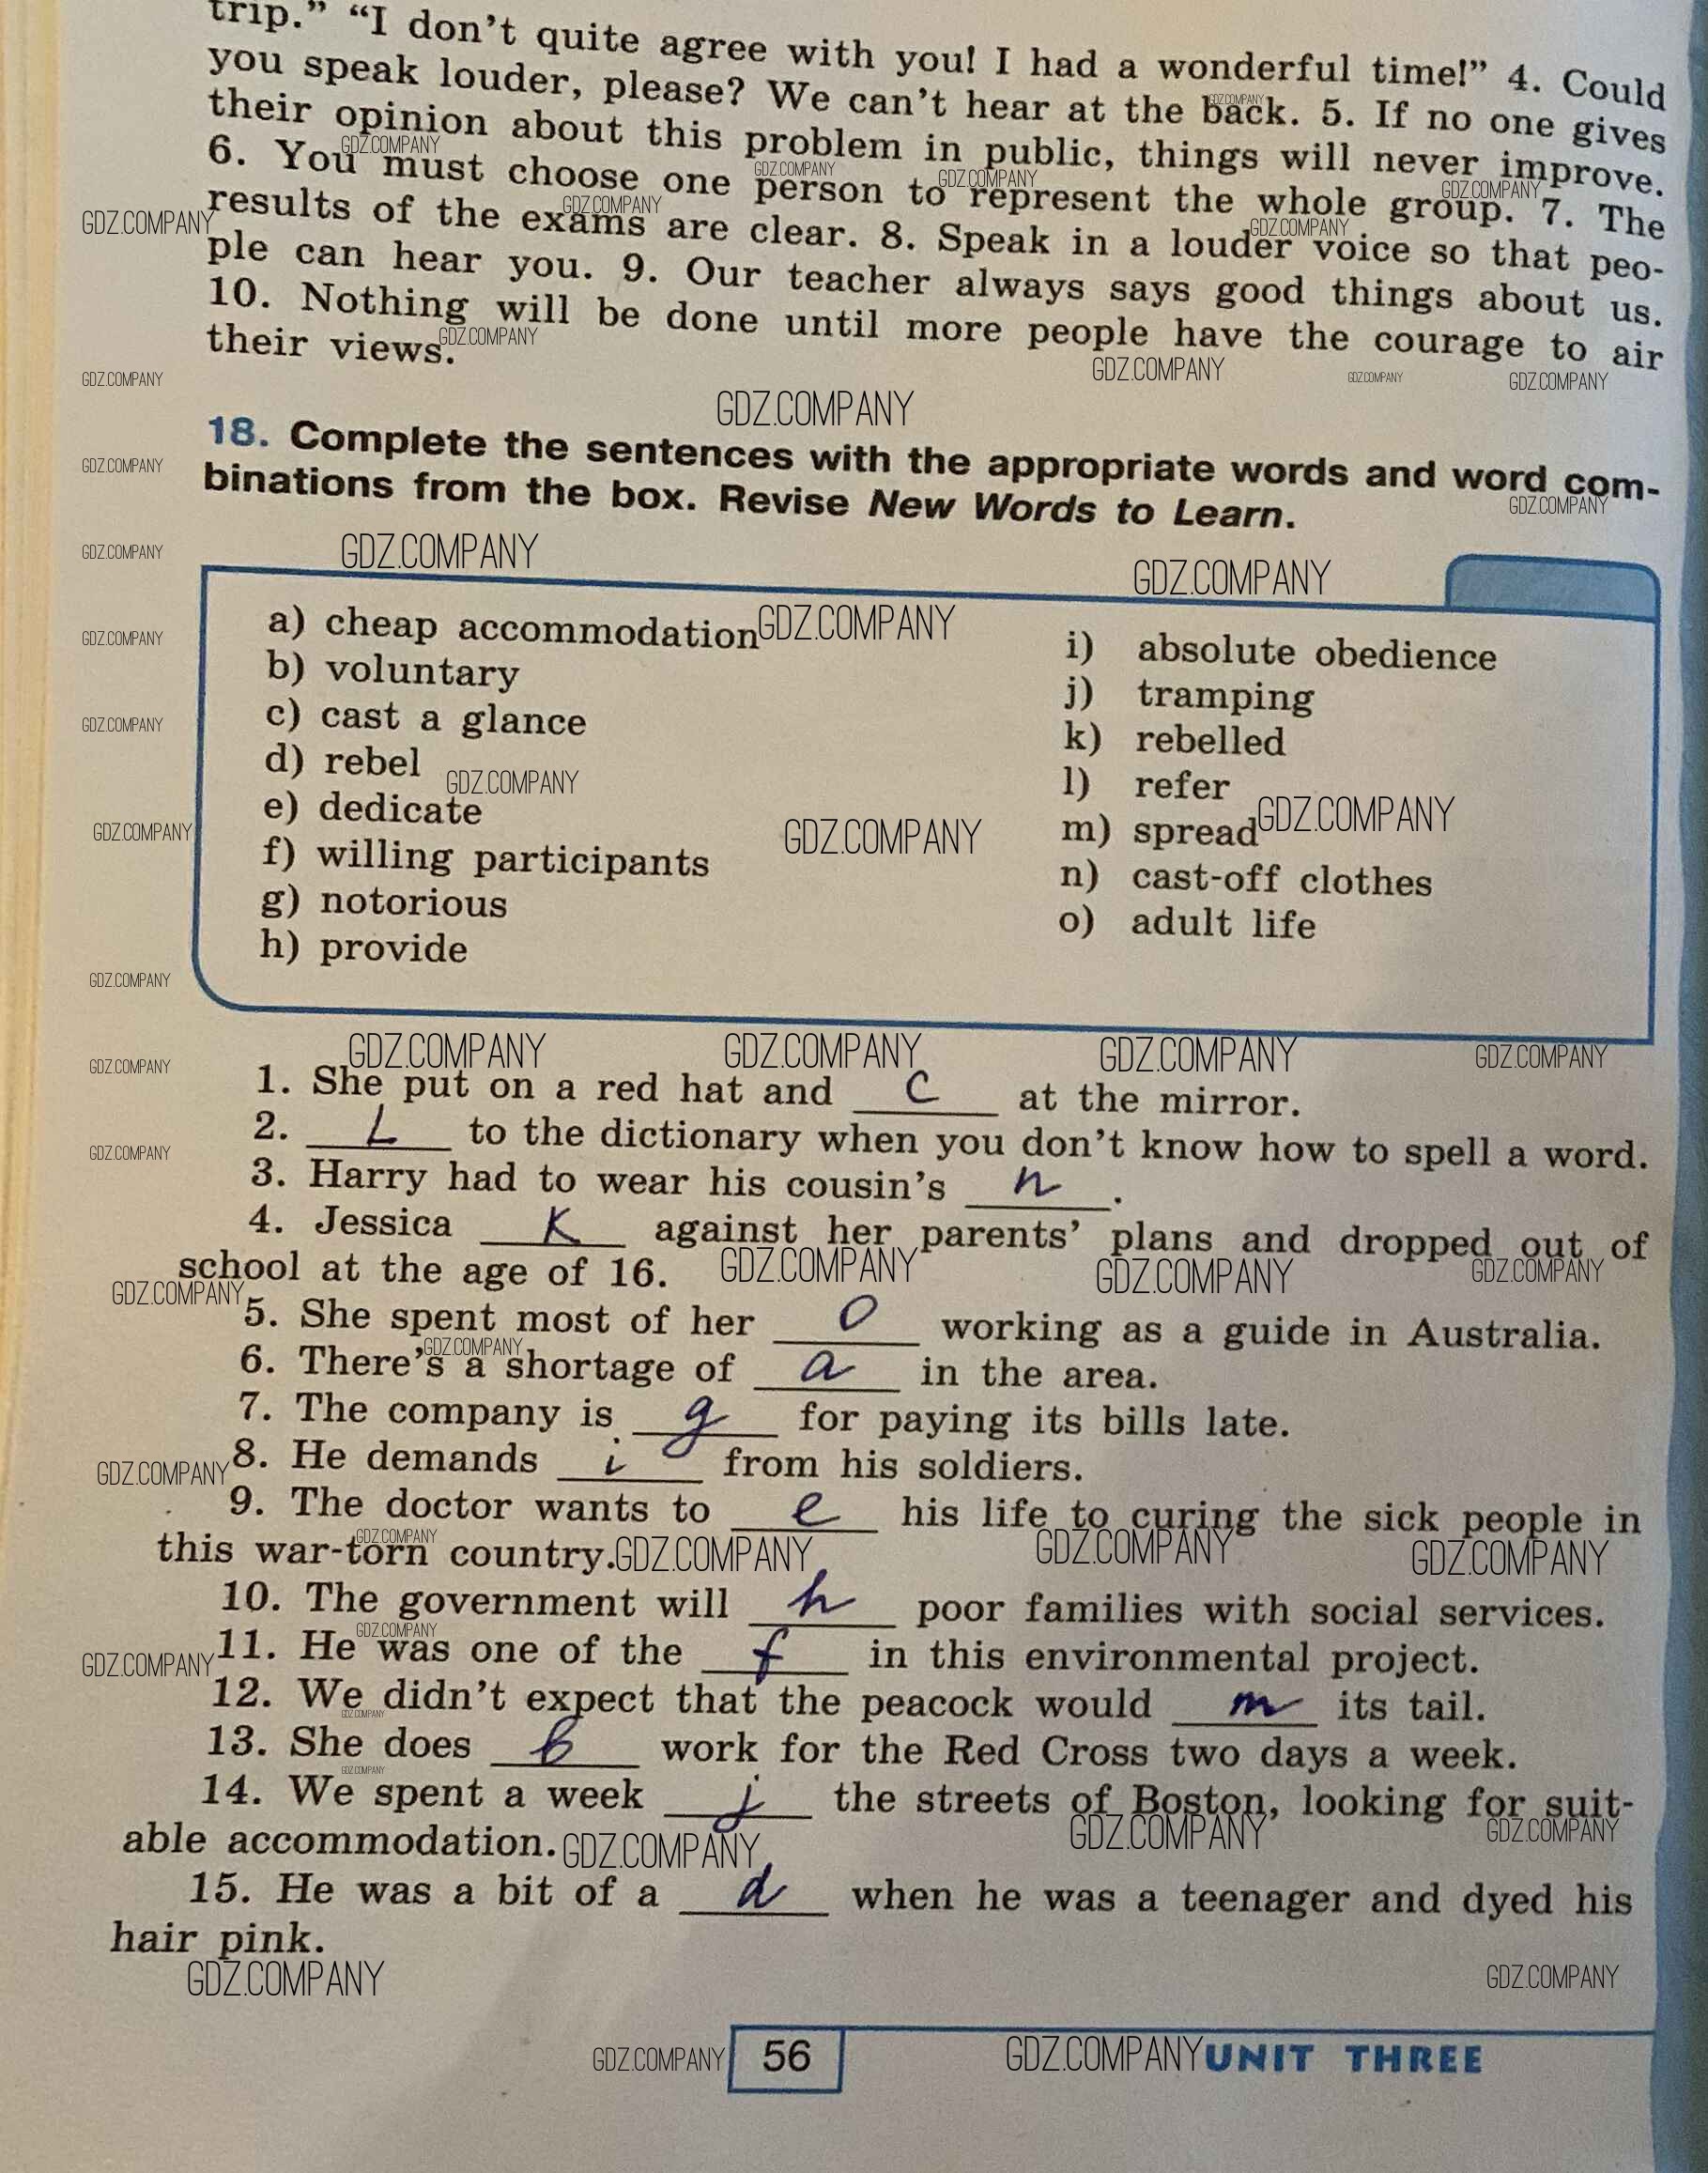 trip.” “I don’t quite agree with you! I had a wonderful time!” 4. Could
you speak louder, please? We can’t hear at the back. 5. If no one gives
their opinion about this problem in public, things will never improve.
6. You must choose one person to represent the whole group. 7. The
results of the exams are clear. 8. Speak in a louder voice so that peo-
ple can hear you. 9. Our teacher always says good things about us.
10. Nothing will be done until more people have the courage to air
their views.
GDZ.COMPANY
18. Complete the sentences with the appropriate words and word com-
binations from the box. Revise New Words to Learn.
a) cheap accommodation
b) voluntary
c) cast a glance
d) rebel
e) dedicate
f) willing participants
g) notorious
h) provide
i) absolute obedience
j) tramping
k) rebelled
l) refer
m) spread
n) cast-off clothes
o) adult life
1. She put on a red hat and c at the mirror.
2. L to the dictionary when you don’t know how to spell a word.
3. Harry had to wear his cousin’s n .
4. Jessica K against her parents’ plans and dropped out of
school at the age of 16.
5. She spent most of her o working as a guide in Australia.
6. There’s a shortage of a in the area.
7. The company is g for paying its bills late.
8. He demands i from his soldiers.
9. The doctor wants to e his life to curing the sick people in
this war-torn country.
10. The government will h poor families with social services.
11. He was one of the f in this environmental project.
12. We didn’t expect that the peacock would m its tail.
13. She does b work for the Red Cross two days a week.
14. We spent a week j the streets of Boston, looking for suit-
able accommodation.
15. He was a bit of a d when he was a teenager and dyed his
hair pink.
56
UNIT THREE